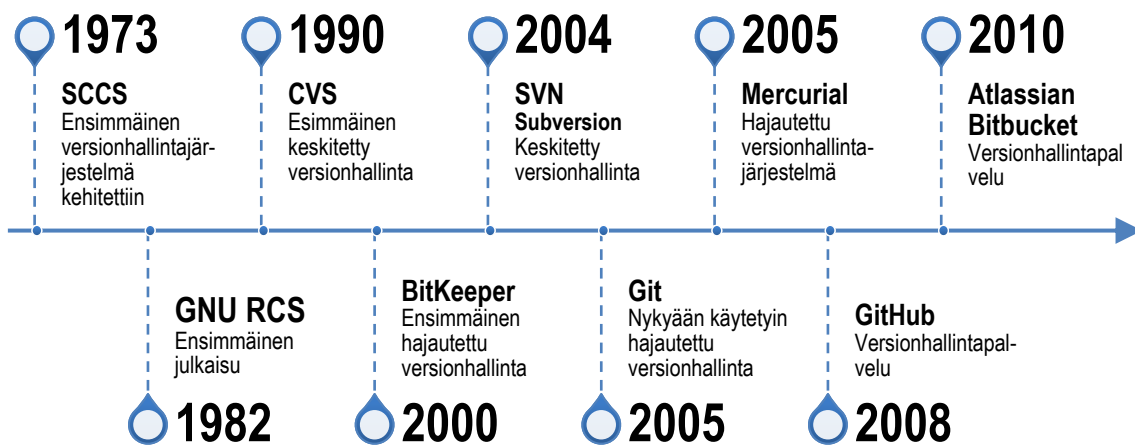 1973
SCCS
Ensimmäinen
versionhallintajär-
jestelmä
kehitettiin
1990
CVS
Esimmäinen
keskitetty
versionhallinta
2004
SVN
Subversion
Keskitetty
versionhallinta
2005
Mercurial
Hajautettu
versionhallinta-
järjestelmä
2010
Atlassian
Bitbucket
Versionhallintapal
velu
GNU RCS
Ensimmäinen
julkaisu
1982
BitKeeper
Ensimmäinen
hajautettu
versionhallinta
2000
Git
Nykyään käytetyin
hajautettu
versionhallinta
2005
GitHub
Versionhallintapal-
velu
2008